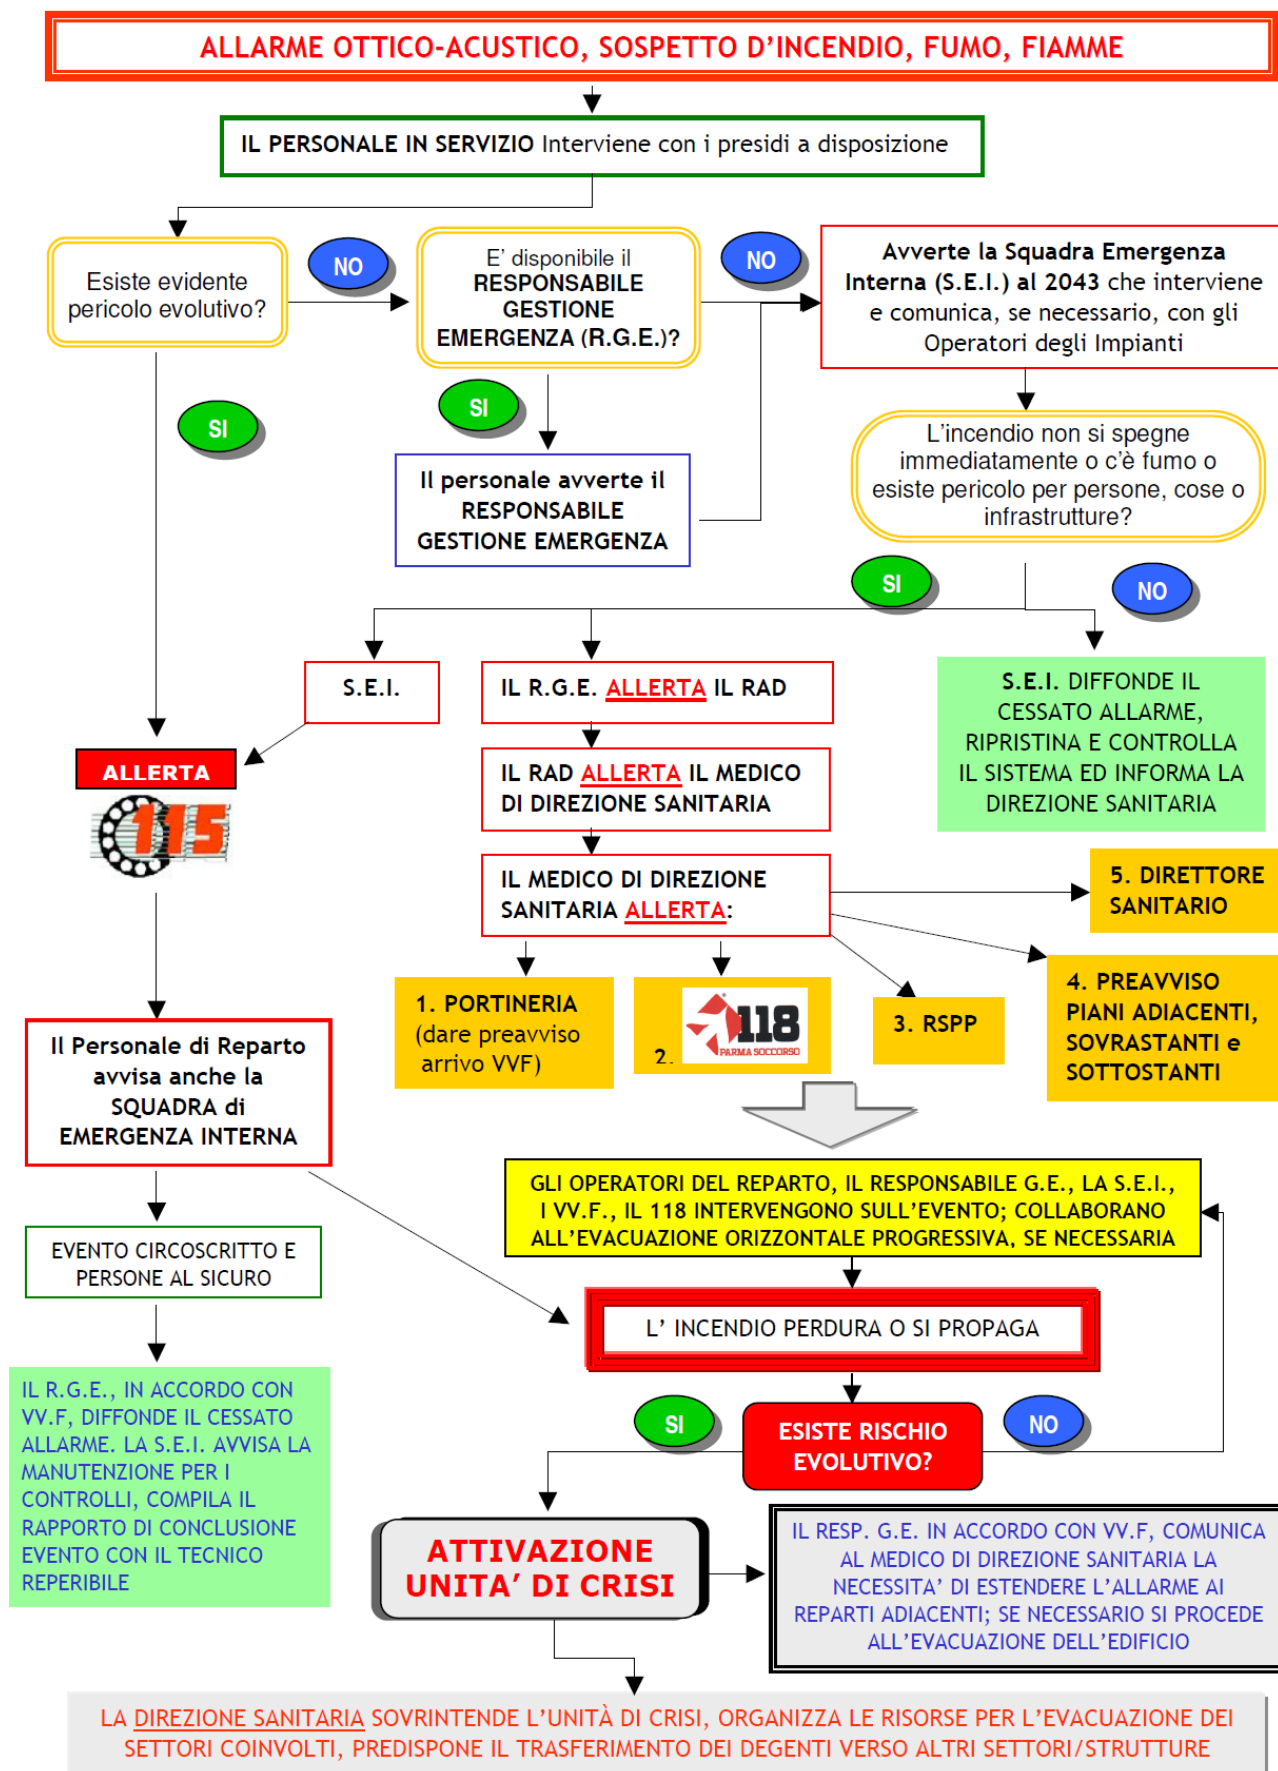 ALLARME OTTICO-ACUSTICO, SOSPETTO D'INCENDIO, FUMO, FIAMME
IL PERSONALE IN SERVIZIO Interviene con i presidi a disposizione
Esiste evidente
pericolo evolutivo?
NO
E' disponibile il
RESPONSABILE
GESTIONE
EMERGENZA (R.G.E.)?
NO
Avverte la Squadra Emergenza
Interna (S.E.I.) al 2043 che interviene
e comunica, se necessario, con gli
Operatori degli Impianti
SI
SI
Il personale avverte il
RESPONSABILE
GESTIONE EMERGENZA
L'incendio non si spegne
immediatamente o c'è fumo o
esiste pericolo per persone, cose o
infrastrutture?
SI
NO
S.E.I.
IL R.G.E. ALLERTA IL RAD
S.E.I. DIFFONDE IL
CESSATO ALLARME,
RIPRISTINA E CONTROLLA
IL SISTEMA ED INFORMA LA
DIREZIONE SANITARIA
ALLERTA
115
IL RAD ALLERTA IL MEDICO
DI DIREZIONE SANITARIA
IL MEDICO DI DIREZIONE
SANITARIA ALLERTA:
5. DIRETTORE
SANITARIO
1. PORTINERIA
(dare preavviso
arrivo VVF)
2.
118
PARMA SOCCORSO
3. RSPP
4. PREAVVISO
PIANI ADIACENTI,
SOVRASTANTI e
SOTTOSTANTI
Il Personale di Reparto
avvisa anche la
SQUADRA di
EMERGENZA INTERNA
GLI OPERATORI DEL REPARTO, IL RESPONSABILE G.E., LA S.E.I.,
I VV.F., IL 118 INTERVENGONO SULL'EVENTO; COLLABORANO
ALL'EVACUAZIONE ORIZZONTALE PROGRESSIVA, SE NECESSARIA
EVENTO CIRCOSCRITTO E
PERSONE AL SICURO
L' INCENDIO PERDURA O SI PROPAGA
IL R.G.E., IN ACCORDO CON
VV.F, DIFFONDE IL CESSATO
ALLARME. LA S.E.I. AVVISA LA
MANUTENZIONE PER I
CONTROLLI, COMPILA IL
RAPPORTO DI CONCLUSIONE
EVENTO CON IL TECNICO
REPERIBILE
SI
ESISTE RISCHIO
EVOLUTIVO?
NO
ATTIVAZIONE
UNITA' DI CRISI
IL RESP. G.E. IN ACCORDO CON VV.F, COMUNICA
AL MEDICO DI DIREZIONE SANITARIA LA
NECESSITA' DI ESTENDERE L'ALLARME AI
REPARTI ADIACENTI; SE NECESSARIO SI PROCEDE
ALL'EVACUAZIONE DELL'EDIFICIO
LA DIREZIONE SANITARIA SOVRINTENDE L'UNITÀ DI CRISI, ORGANIZZA LE RISORSE PER L'EVACUAZIONE DEI
SETTORI COINVOLTI, PREDISPONE IL TRASFERIMENTO DEI DEGENTI VERSO ALTRI SETTORI/STRUTTURE